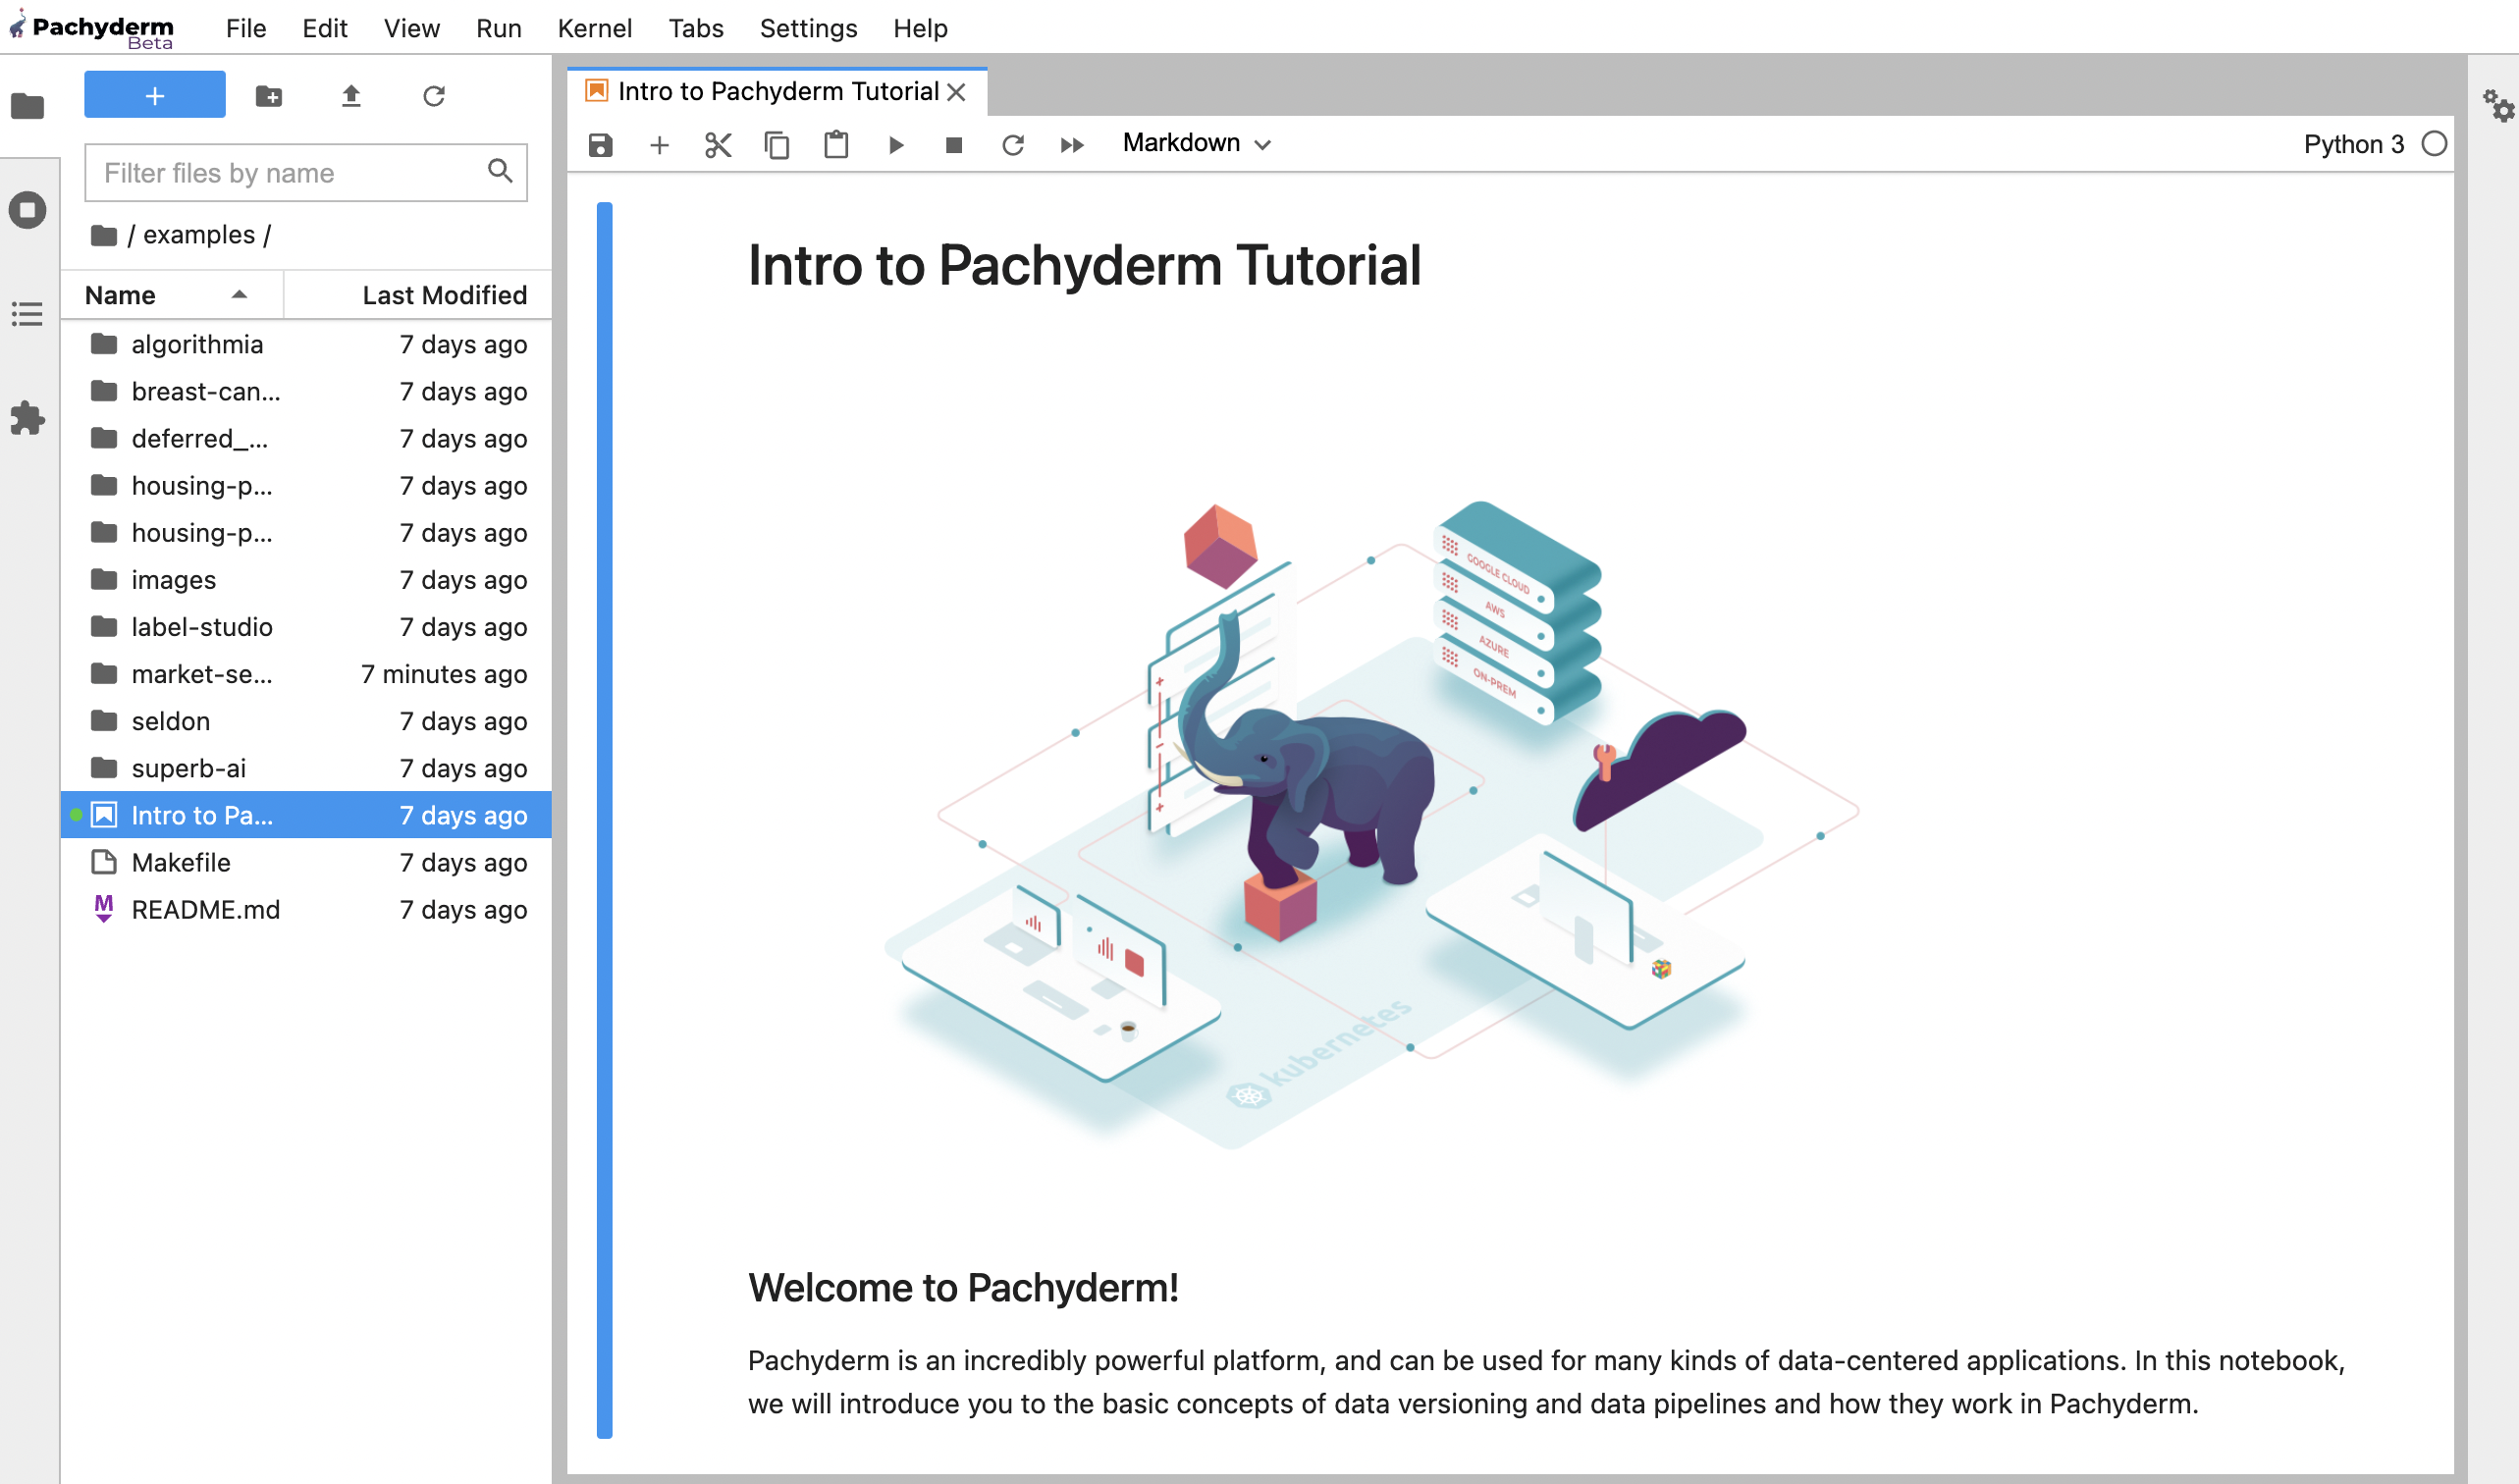 Pachyderm
Beta
File Edit View Run Kernel Tabs Settings Help
Filter files by name
/ examples /
Name Last Modified
algorithmia 7 days ago
breast-can... 7 days ago
deferred_... 7 days ago
housing-p... 7 days ago
housing-p... 7 days ago
images 7 days ago
label-studio 7 days ago
market-se... 7 minutes ago
seldon 7 days ago
superb-ai 7 days ago
Intro to Pa... 7 days ago
Makefile 7 days ago
README.md 7 days ago
Intro to Pachyderm Tutorial
Markdown
Python 3
Intro to Pachyderm Tutorial
GOOGLE CLOUD
AWS
AZURE
ON-PREM
kubernetes
Welcome to Pachyderm!
Pachyderm is an incredibly powerful platform, and can be used for many kinds of data-centered applications. In this notebook,
we will introduce you to the basic concepts of data versioning and data pipelines and how they work in Pachyderm.